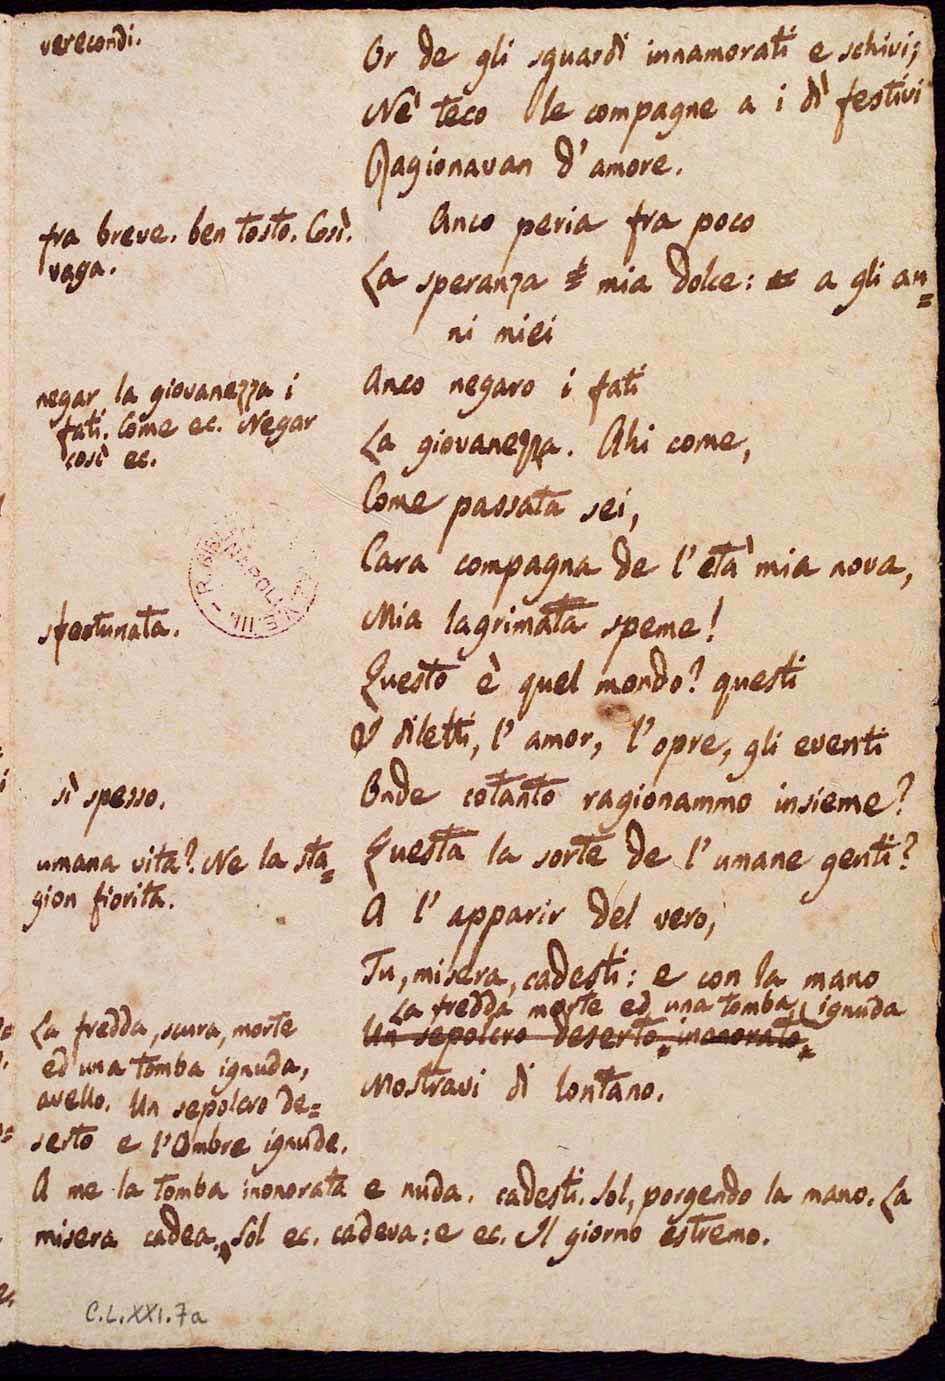 verecondi.
Or de gli sguardi innamorati e schivi;
Nè teco le compagne a i dì festivi
Ragionavan d'amore.
Anco peria fra poco
fra breve. ben tosto. Così.
vaga.
La speranza mia dolce: a gli an=
ni miei
Anco negaro i fati
negar la giovanezza i
fati. Come ec. Negar
così ec.
La giovanezza. Ahi come,
Come passata sei,
Cara compagna de l'età mia nova,
Mia lagrimata speme!
sfortunata.
Questo è quel mondo? questi
I diletti, l'amor, l'opre, gli eventi
Onde cotanto ragionammo insieme?
sì spesso.
Questa la sorte de l'umane genti?
umana vita? Ne la sta=
gion fiorita.
A l'apparir del vero,
Tu, misera, cadesti: e con la mano
La fredda morte ed una tomba ignuda
Un sepolcro deserto, inonorato,
Mostravi di lontano.
La fredda, scura, morte
ed una tomba ignuda,
avello. Un sepolcro de=
serto e l'Ombre ignude.
A me la tomba inonorata e nuda. cadesti. Sol, porgendo la mano. La
misera cadea. Sol ec. cadeva: e ec. Il giorno estremo.
NAPOLI
C.L.XXI.7a